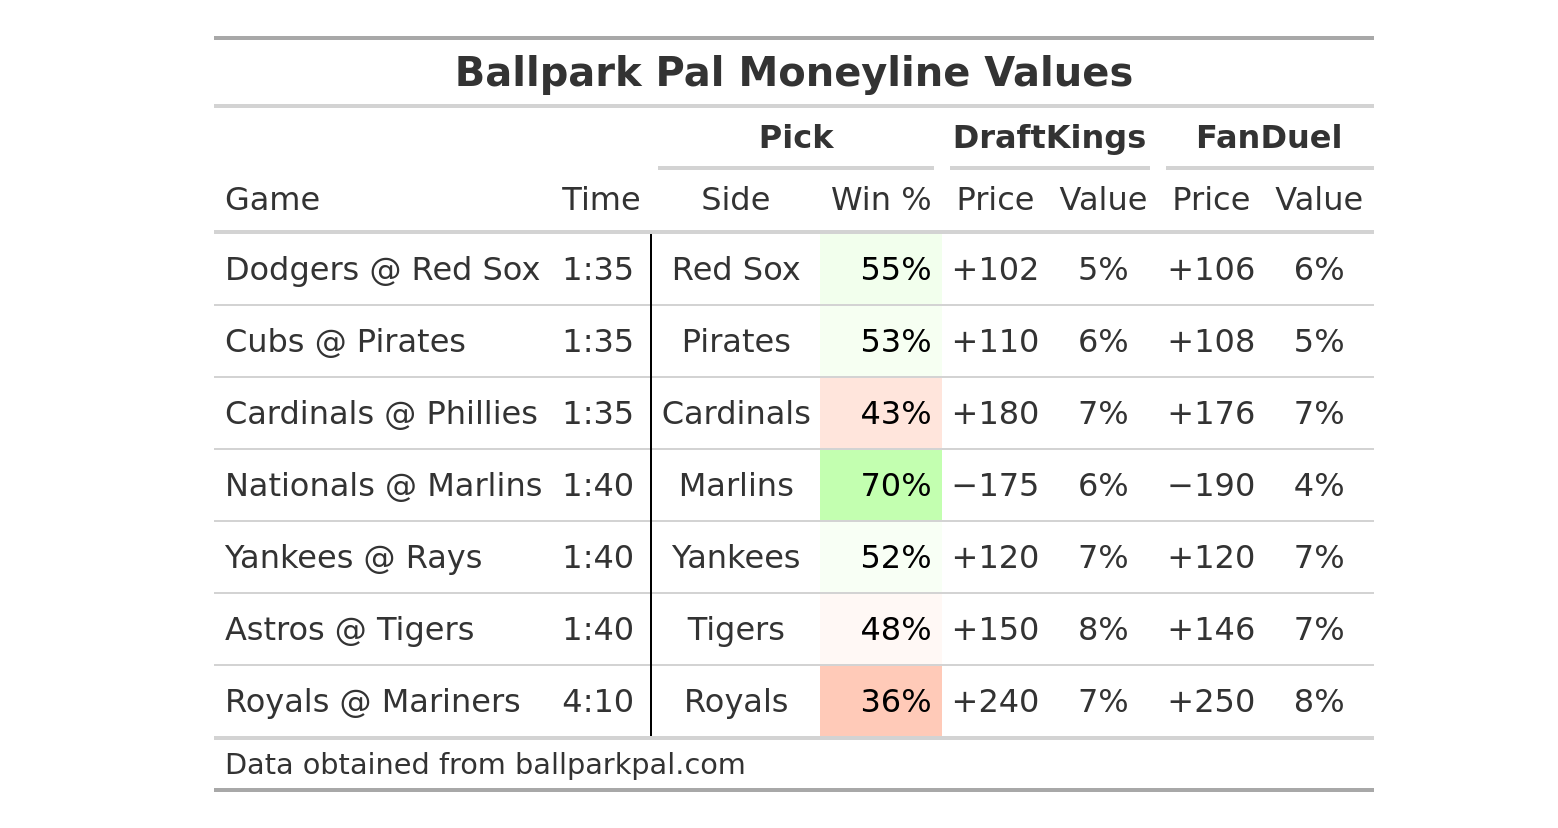 Ballpark Pal Moneyline Values
Pick DraftKings FanDuel
Game Time Side Win % Price Value Price Value
Dodgers @ Red Sox 1:35 Red Sox 55% +102 5% +106 6%
Cubs @ Pirates 1:35 Pirates 53% +110 6% +108 5%
Cardinals @ Phillies 1:35 Cardinals 43% +180 7% +176 7%
Nationals @ Marlins 1:40 Marlins 70% −175 6% −190 4%
Yankees @ Rays 1:40 Yankees 52% +120 7% +120 7%
Astros @ Tigers 1:40 Tigers 48% +150 8% +146 7%
Royals @ Mariners 4:10 Royals 36% +240 7% +250 8%
Data obtained from ballparkpal.com